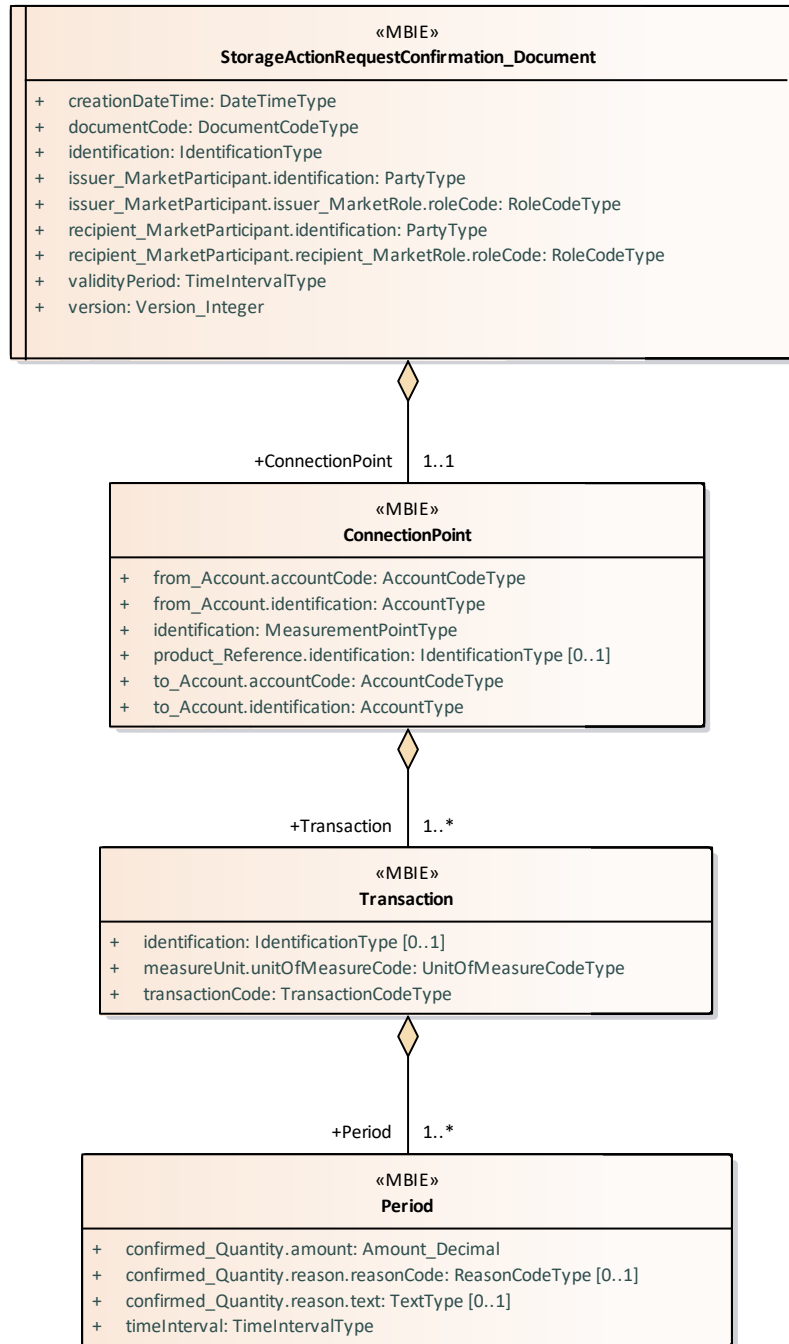 «MBIE»
StorageActionRequestConfirmation_Document
+ creationDateTime: DateTimeType
+ documentCode: DocumentCodeType
+ identification: IdentificationType
+ issuer_MarketParticipant.identification: PartyType
+ issuer_MarketParticipant.issuer_MarketRole.roleCode: RoleCodeType
+ recipient_MarketParticipant.identification: PartyType
+ recipient_MarketParticipant.recipient_MarketRole.roleCode: RoleCodeType
+ validityPeriod: TimeIntervalType
+ version: Version_Integer
+ConnectionPoint 1..1
«MBIE»
ConnectionPoint
+ from_Account.accountCode: AccountCodeType
+ from_Account.identification: AccountType
+ identification: MeasurementPointType
+ product_Reference.identification: IdentificationType [0..1]
+ to_Account.accountCode: AccountCodeType
+ to_Account.identification: AccountType
+Transaction 1..*
«MBIE»
Transaction
+ identification: IdentificationType [0..1]
+ measureUnit.unitOfMeasureCode: UnitOfMeasureCodeType
+ transactionCode: TransactionCodeType
+Period 1..*
«MBIE»
Period
+ confirmed_Quantity.amount: Amount_Decimal
+ confirmed_Quantity.reason.reasonCode: ReasonCodeType [0..1]
+ confirmed_Quantity.reason.text: TextType [0..1]
+ timeInterval: TimeIntervalType